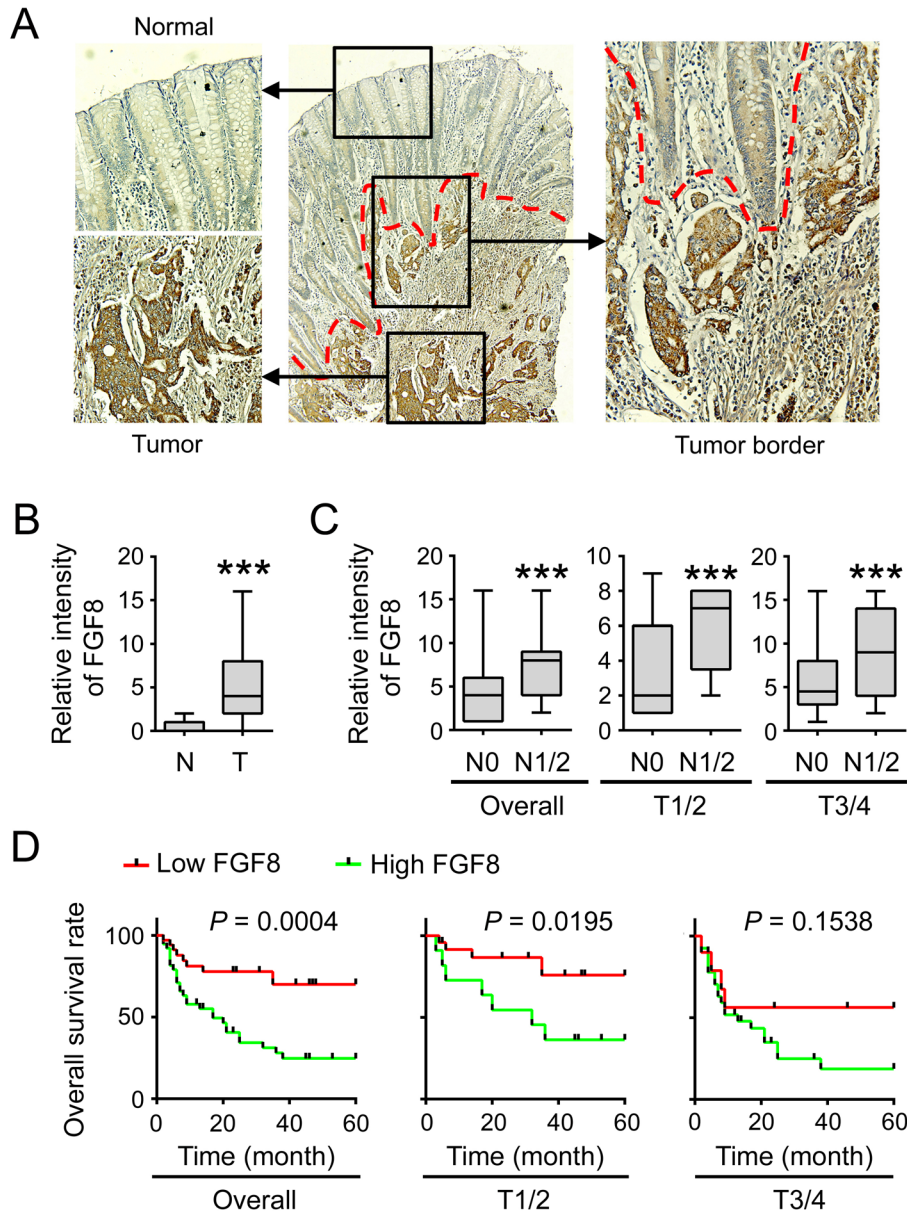 A
Normal
Tumor
Tumor border
B
Relative intensity
of FGF8
20
15
10
5
0
***
N
T
C
Relative intensity
of FGF8
20
15
10
5
0
***
N0 N1/2
Overall
10
8
6
4
2
0
***
N0 N1/2
T1/2
20
15
10
5
0
***
N0 N1/2
T3/4
D
Low FGF8
High FGF8
Overall survival rate
100
50
0
P = 0.0004
0 20 40 60
Time (month)
Overall
P = 0.0195
0 20 40 60
Time (month)
T1/2
P = 0.1538
0 20 40 60
Time (month)
T3/4